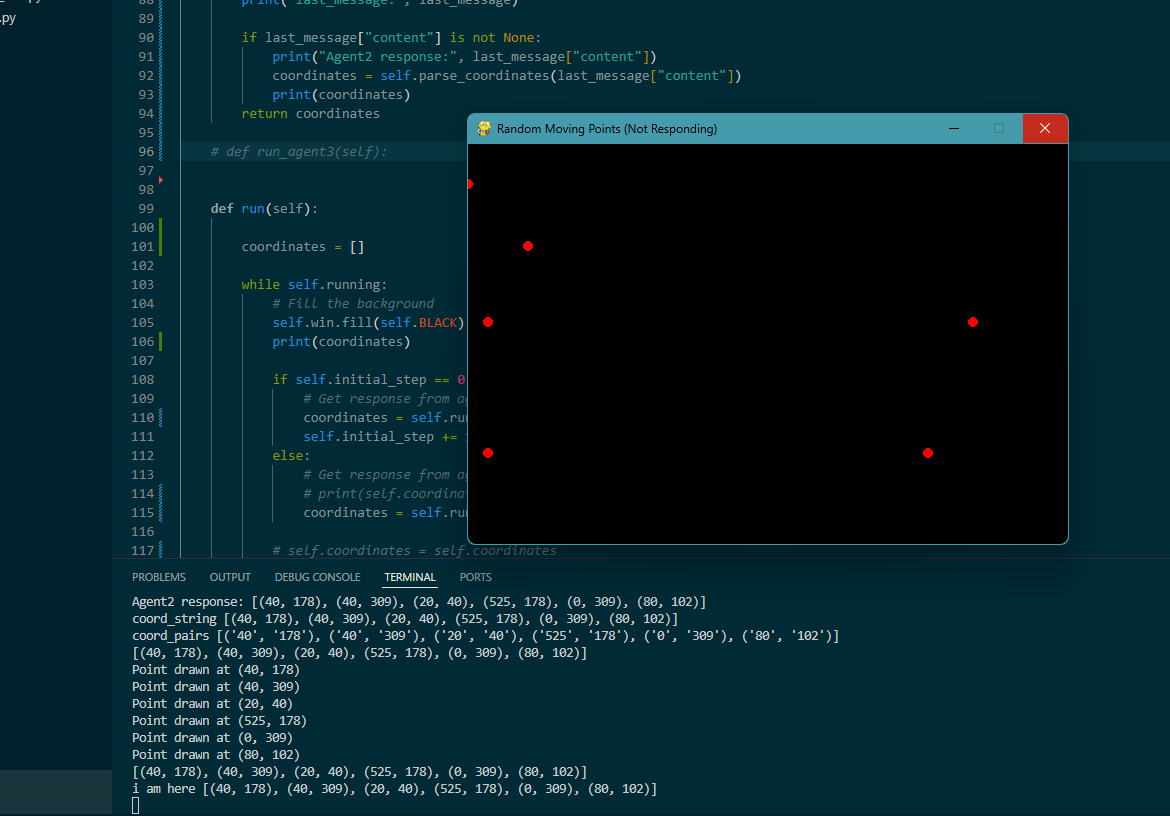 .py
88 print("last_message:", last_message)
89
90 if last_message["content"] is not None:
91 print("Agent2 response:", last_message["content"])
92 coordinates = self.parse_coordinates(last_message["content"])
93 print(coordinates)
94 return coordinates
95
96 # def run_agent3(self):
97
98
99 def run(self):
100
101 coordinates = []
102
103 while self.running:
104 # Fill the background
105 self.win.fill(self.BLACK)
106 print(coordinates)
107
108 if self.initial_step == 0
109 # Get response from
110 coordinates = self.
111 self.initial_step +=
112 else:
113 # Get response from
114 # print(self.
115 coordinates = self.
116
117 # self.coordinates = self.coordinates
Random Moving Points (Not Responding)
PROBLEMS OUTPUT DEBUG CONSOLE TERMINAL PORTS
Agent2 response: [(40, 178), (40, 309), (20, 40), (525, 178), (0, 309), (80, 102)]
coord_string [(40, 178), (40, 309), (20, 40), (525, 178), (0, 309), (80, 102)]
coord_pairs [('40', '178'), ('40', '309'), ('20', '40'), ('525', '178'), ('0', '309'), ('80', '102')]
[(40, 178), (40, 309), (20, 40), (525, 178), (0, 309), (80, 102)]
Point drawn at (40, 178)
Point drawn at (40, 309)
Point drawn at (20, 40)
Point drawn at (525, 178)
Point drawn at (0, 309)
Point drawn at (80, 102)
[(40, 178), (40, 309), (20, 40), (525, 178), (0, 309), (80, 102)]
i am here [(40, 178), (40, 309), (20, 40), (525, 178), (0, 309), (80, 102)]